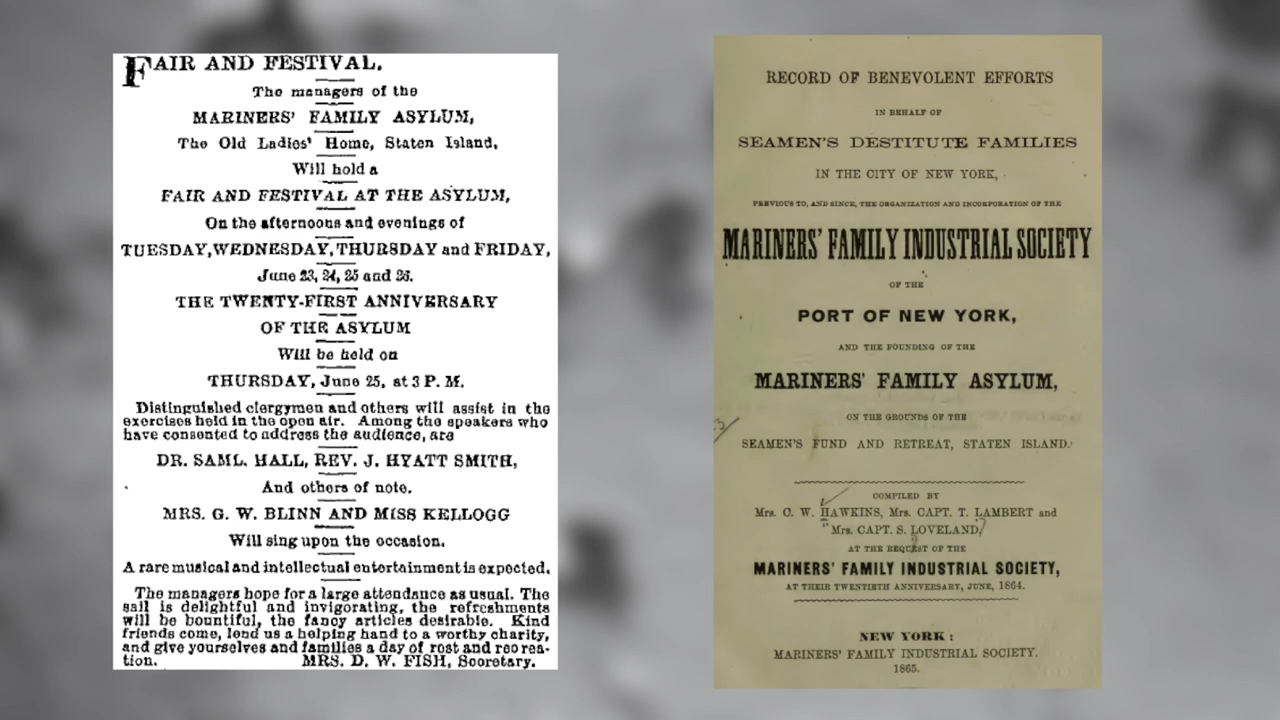 FAIR AND FESTIVAL.
The managers of the
MARINERS' FAMILY ASYLUM,
The Old Ladies' Home, Staten Island,
Will hold a
FAIR AND FESTIVAL AT THE ASYLUM,
On the afternoons and evenings of
TUESDAY, WEDNESDAY, THURSDAY and FRIDAY,
June 23, 24, 25 and 26.
THE TWENTY-FIRST ANNIVERSARY
OF THE ASYLUM
Will be held on
THURSDAY, June 25, at 3 P. M.
Distinguished clergymen and others will assist in the
exercises held in the open air. Among the speakers who
have consented to address the audience, are
DR. SAML. HALL, REV. J. HYATT SMITH,
And others of note.
MRS. G. W. BLINN AND MISS KELLOGG
Will sing upon the occasion.
A rare musical and intellectual entertainment is expected.
The managers hope for a large attendance as usual. The
sail is delightful and invigorating, the refreshments
will be bountiful, the fancy articles desirable. Kind
friends come, lend us a helping hand to a worthy charity,
and give yourselves and families a day of rest and recrea-
tion. MRS. D. W. FISH, Secretary.
RECORD OF BENEVOLENT EFFORTS
IN BEHALF OF
SEAMEN'S DESTITUTE FAMILIES
IN THE CITY OF NEW YORK,
PREVIOUS TO, AND SINCE, THE ORGANIZATION AND INCORPORATION OF THE
MARINERS' FAMILY INDUSTRIAL SOCIETY
OF THE
PORT OF NEW YORK,
AND THE FOUNDING OF THE
MARINERS' FAMILY ASYLUM,
ON THE GROUNDS OF THE
SEAMEN'S FUND AND RETREAT, STATEN ISLAND.
COMPILED BY
Mrs. C. W. HAWKINS, Mrs. CAPT. T. LAMBERT and
Mrs. CAPT. S. LOVELAND,
AT THE REQUEST OF THE
MARINERS' FAMILY INDUSTRIAL SOCIETY,
AT THEIR TWENTIETH ANNIVERSARY, JUNE, 1864.
NEW YORK:
MARINERS' FAMILY INDUSTRIAL SOCIETY.
1865.